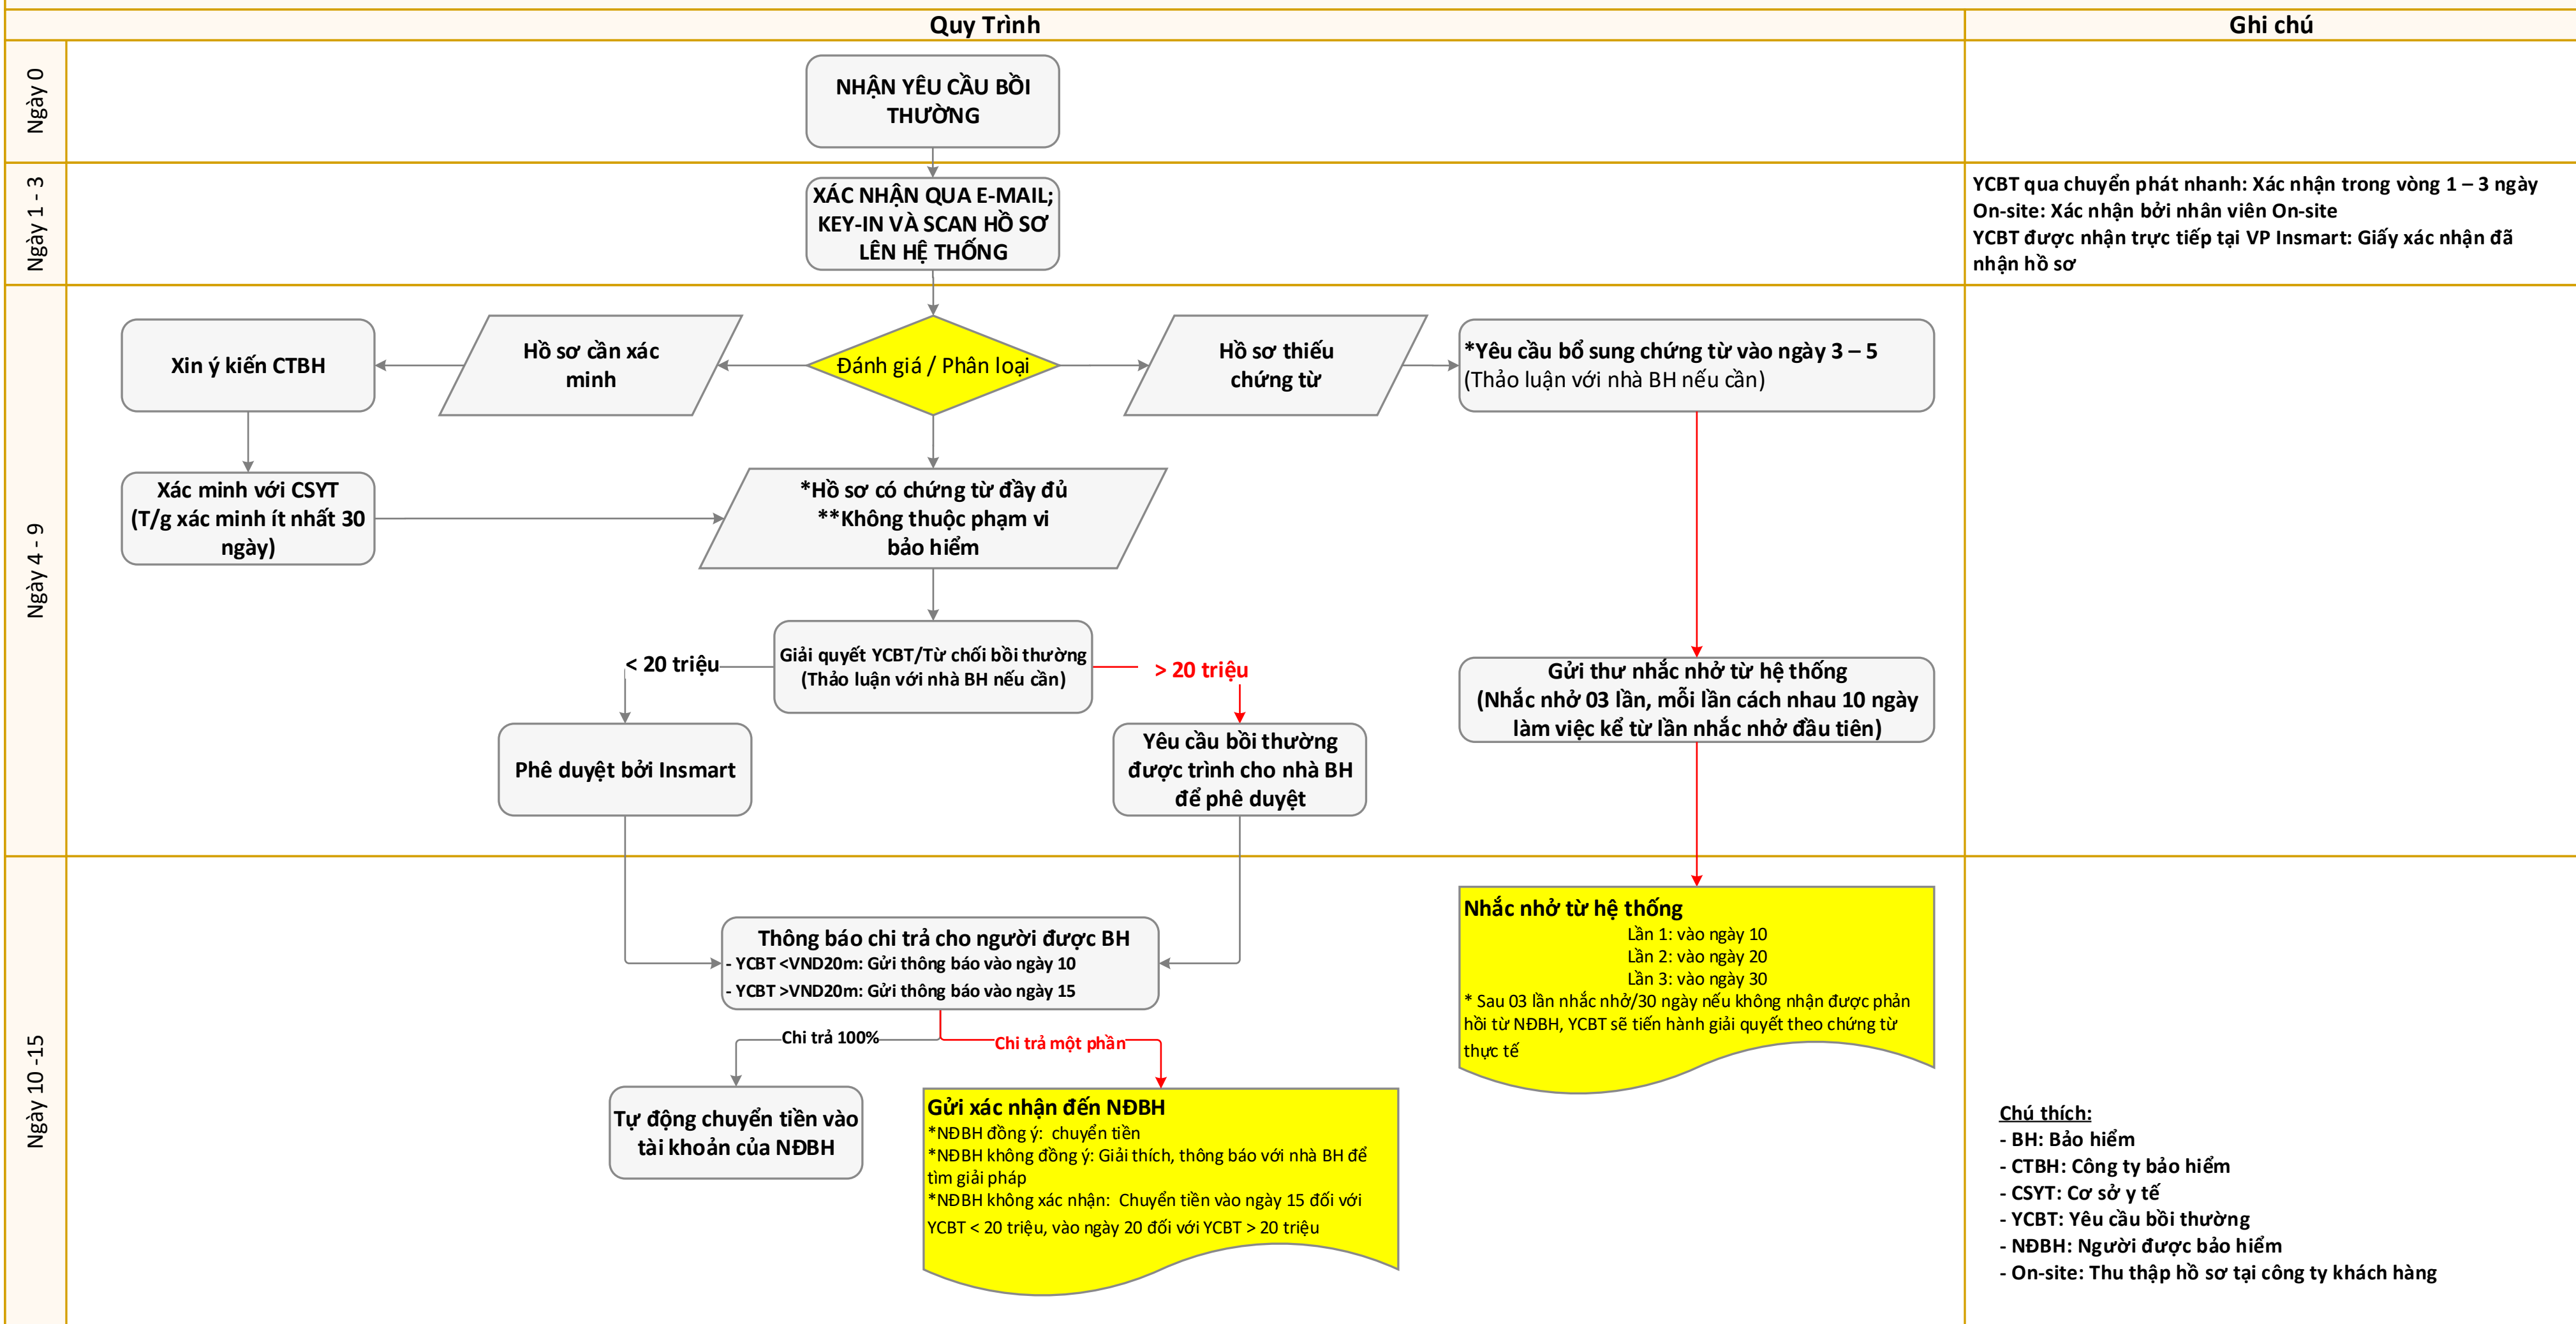 Quy Trình
Ghi chú
Ngày 0
NHẬN YÊU CẦU BỒI
THƯỜNG
Ngày 1 - 3
XÁC NHẬN QUA E-MAIL;
KEY-IN VÀ SCAN HỒ SƠ
LÊN HỆ THỐNG
YCBT qua chuyển phát nhanh: Xác nhận trong vòng 1 – 3 ngày
On-site: Xác nhận bởi nhân viên On-site
YCBT được nhận trực tiếp tại VP Insmart: Giấy xác nhận đã
nhận hồ sơ
Ngày 4 - 9
Xin ý kiến CTBH
Hồ sơ cần xác
minh
Đánh giá / Phân loại
Hồ sơ thiếu
chứng từ
*Yêu cầu bổ sung chứng từ vào ngày 3 – 5
(Thảo luận với nhà BH nếu cần)
Xác minh với CSYT
(T/g xác minh ít nhất 30
ngày)
*Hồ sơ có chứng từ đầy đủ
**Không thuộc phạm vi
bảo hiểm
< 20 triệu
Giải quyết YCBT/Từ chối bồi thường
(Thảo luận với nhà BH nếu cần)
> 20 triệu
Gửi thư nhắc nhở từ hệ thống
(Nhắc nhở 03 lần, mỗi lần cách nhau 10 ngày
làm việc kể từ lần nhắc nhở đầu tiên)
Phê duyệt bởi Insmart
Yêu cầu bồi thường
được trình cho nhà BH
để phê duyệt
Ngày 10 -15
Thông báo chi trả cho người được BH
- YCBT <VND20m: Gửi thông báo vào ngày 10
- YCBT >VND20m: Gửi thông báo vào ngày 15
Nhắc nhở từ hệ thống
Lần 1: vào ngày 10
Lần 2: vào ngày 20
Lần 3: vào ngày 30
* Sau 03 lần nhắc nhở/30 ngày nếu không nhận được phản
hồi từ NĐBH, YCBT sẽ tiến hành giải quyết theo chứng từ
thực tế
Chi trả 100%
Chi trả một phần
Tự động chuyển tiền vào
tài khoản của NĐBH
Gửi xác nhận đến NĐBH
*NĐBH đồng ý: chuyển tiền
*NĐBH không đồng ý: Giải thích, thông báo với nhà BH để
tìm giải pháp
*NĐBH không xác nhận: Chuyển tiền vào ngày 15 đối với
YCBT < 20 triệu, vào ngày 20 đối với YCBT > 20 triệu
Chú thích:
- BH: Bảo hiểm
- CTBH: Công ty bảo hiểm
- CSYT: Cơ sở y tế
- YCBT: Yêu cầu bồi thường
- NĐBH: Người được bảo hiểm
- On-site: Thu thập hồ sơ tại công ty khách hàng